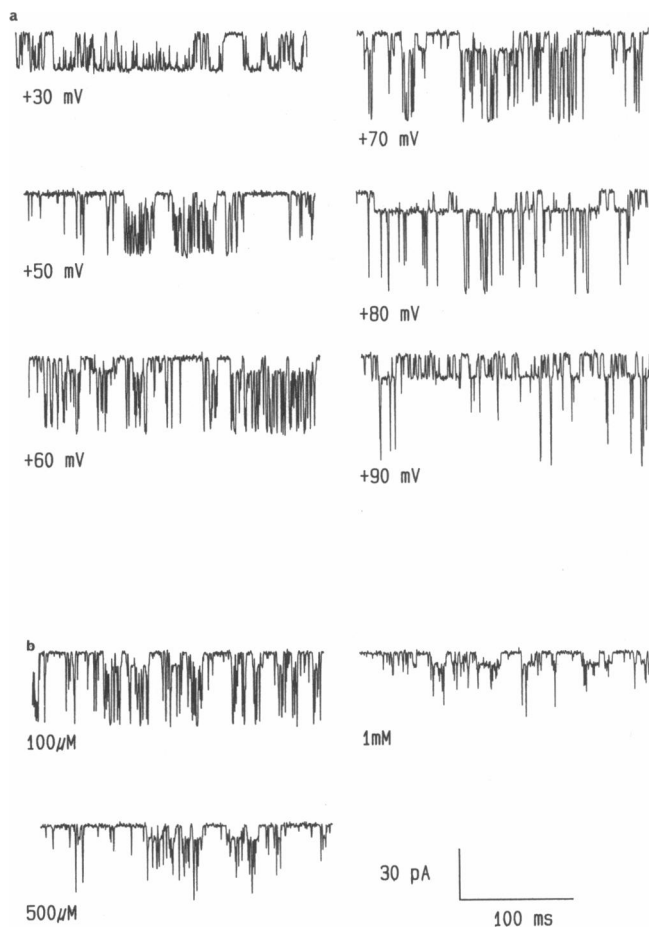 a
+30 mV
+70 mV
+50 mV
+80 mV
+60 mV
+90 mV
b
100μM
1mM
500μM
30 pA
100 ms